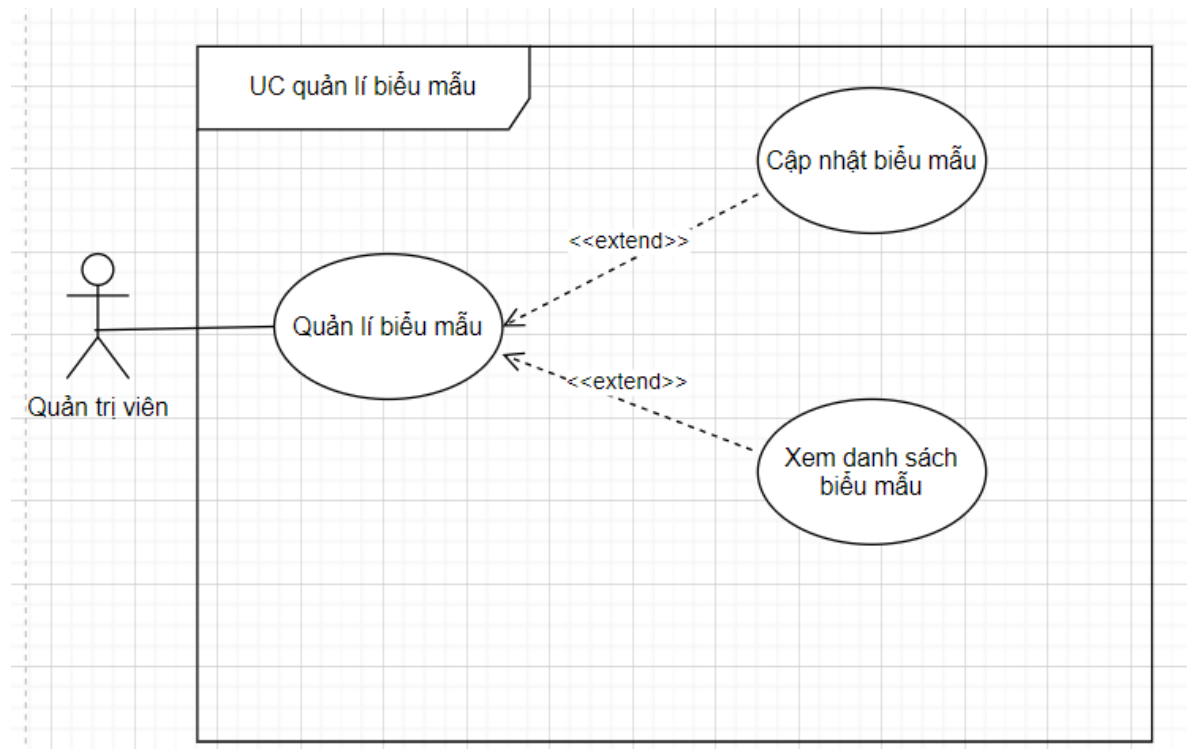 UC quản lí biểu mẫu
Cập nhật biểu mẫu
<<extend>>
Quản lí biểu mẫu
<<extend>>
Quản trị viên
Xem danh sách
biểu mẫu